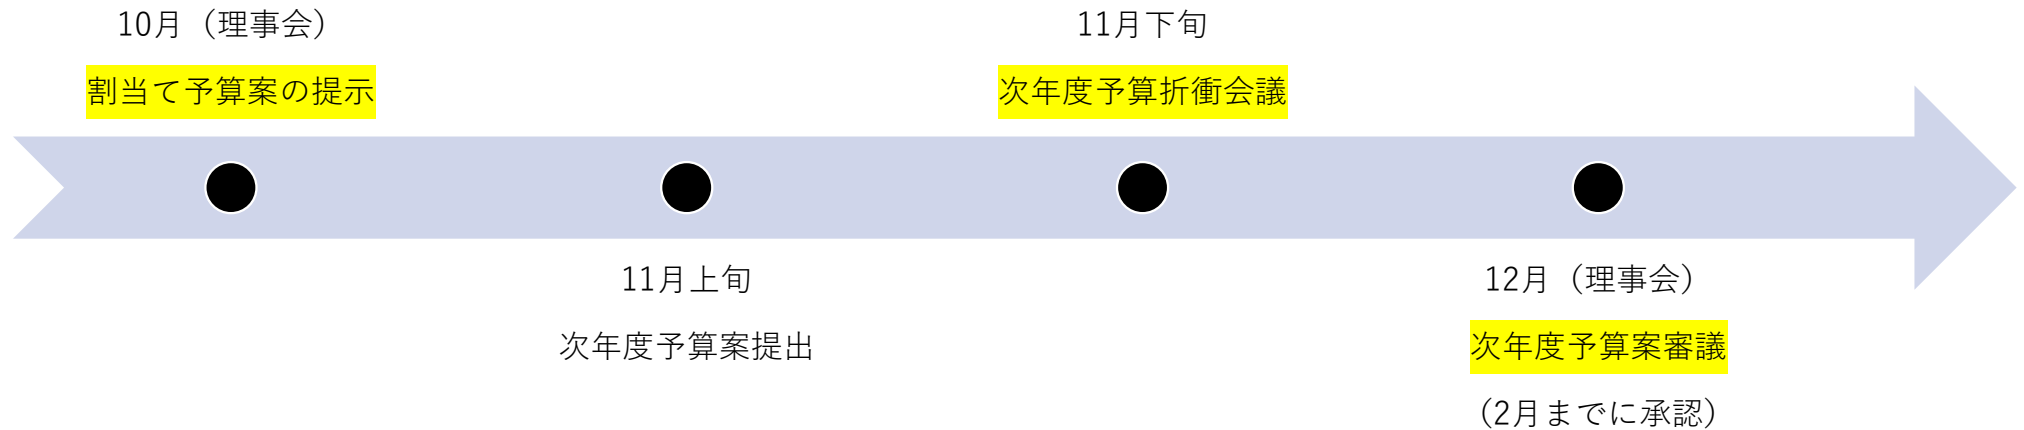 10月（理事会）
割当て予算案の提示
11月上旬
次年度予算案提出
11月下旬
次年度予算折衝会議
12月（理事会）
次年度予算案審議
（2月までに承認）